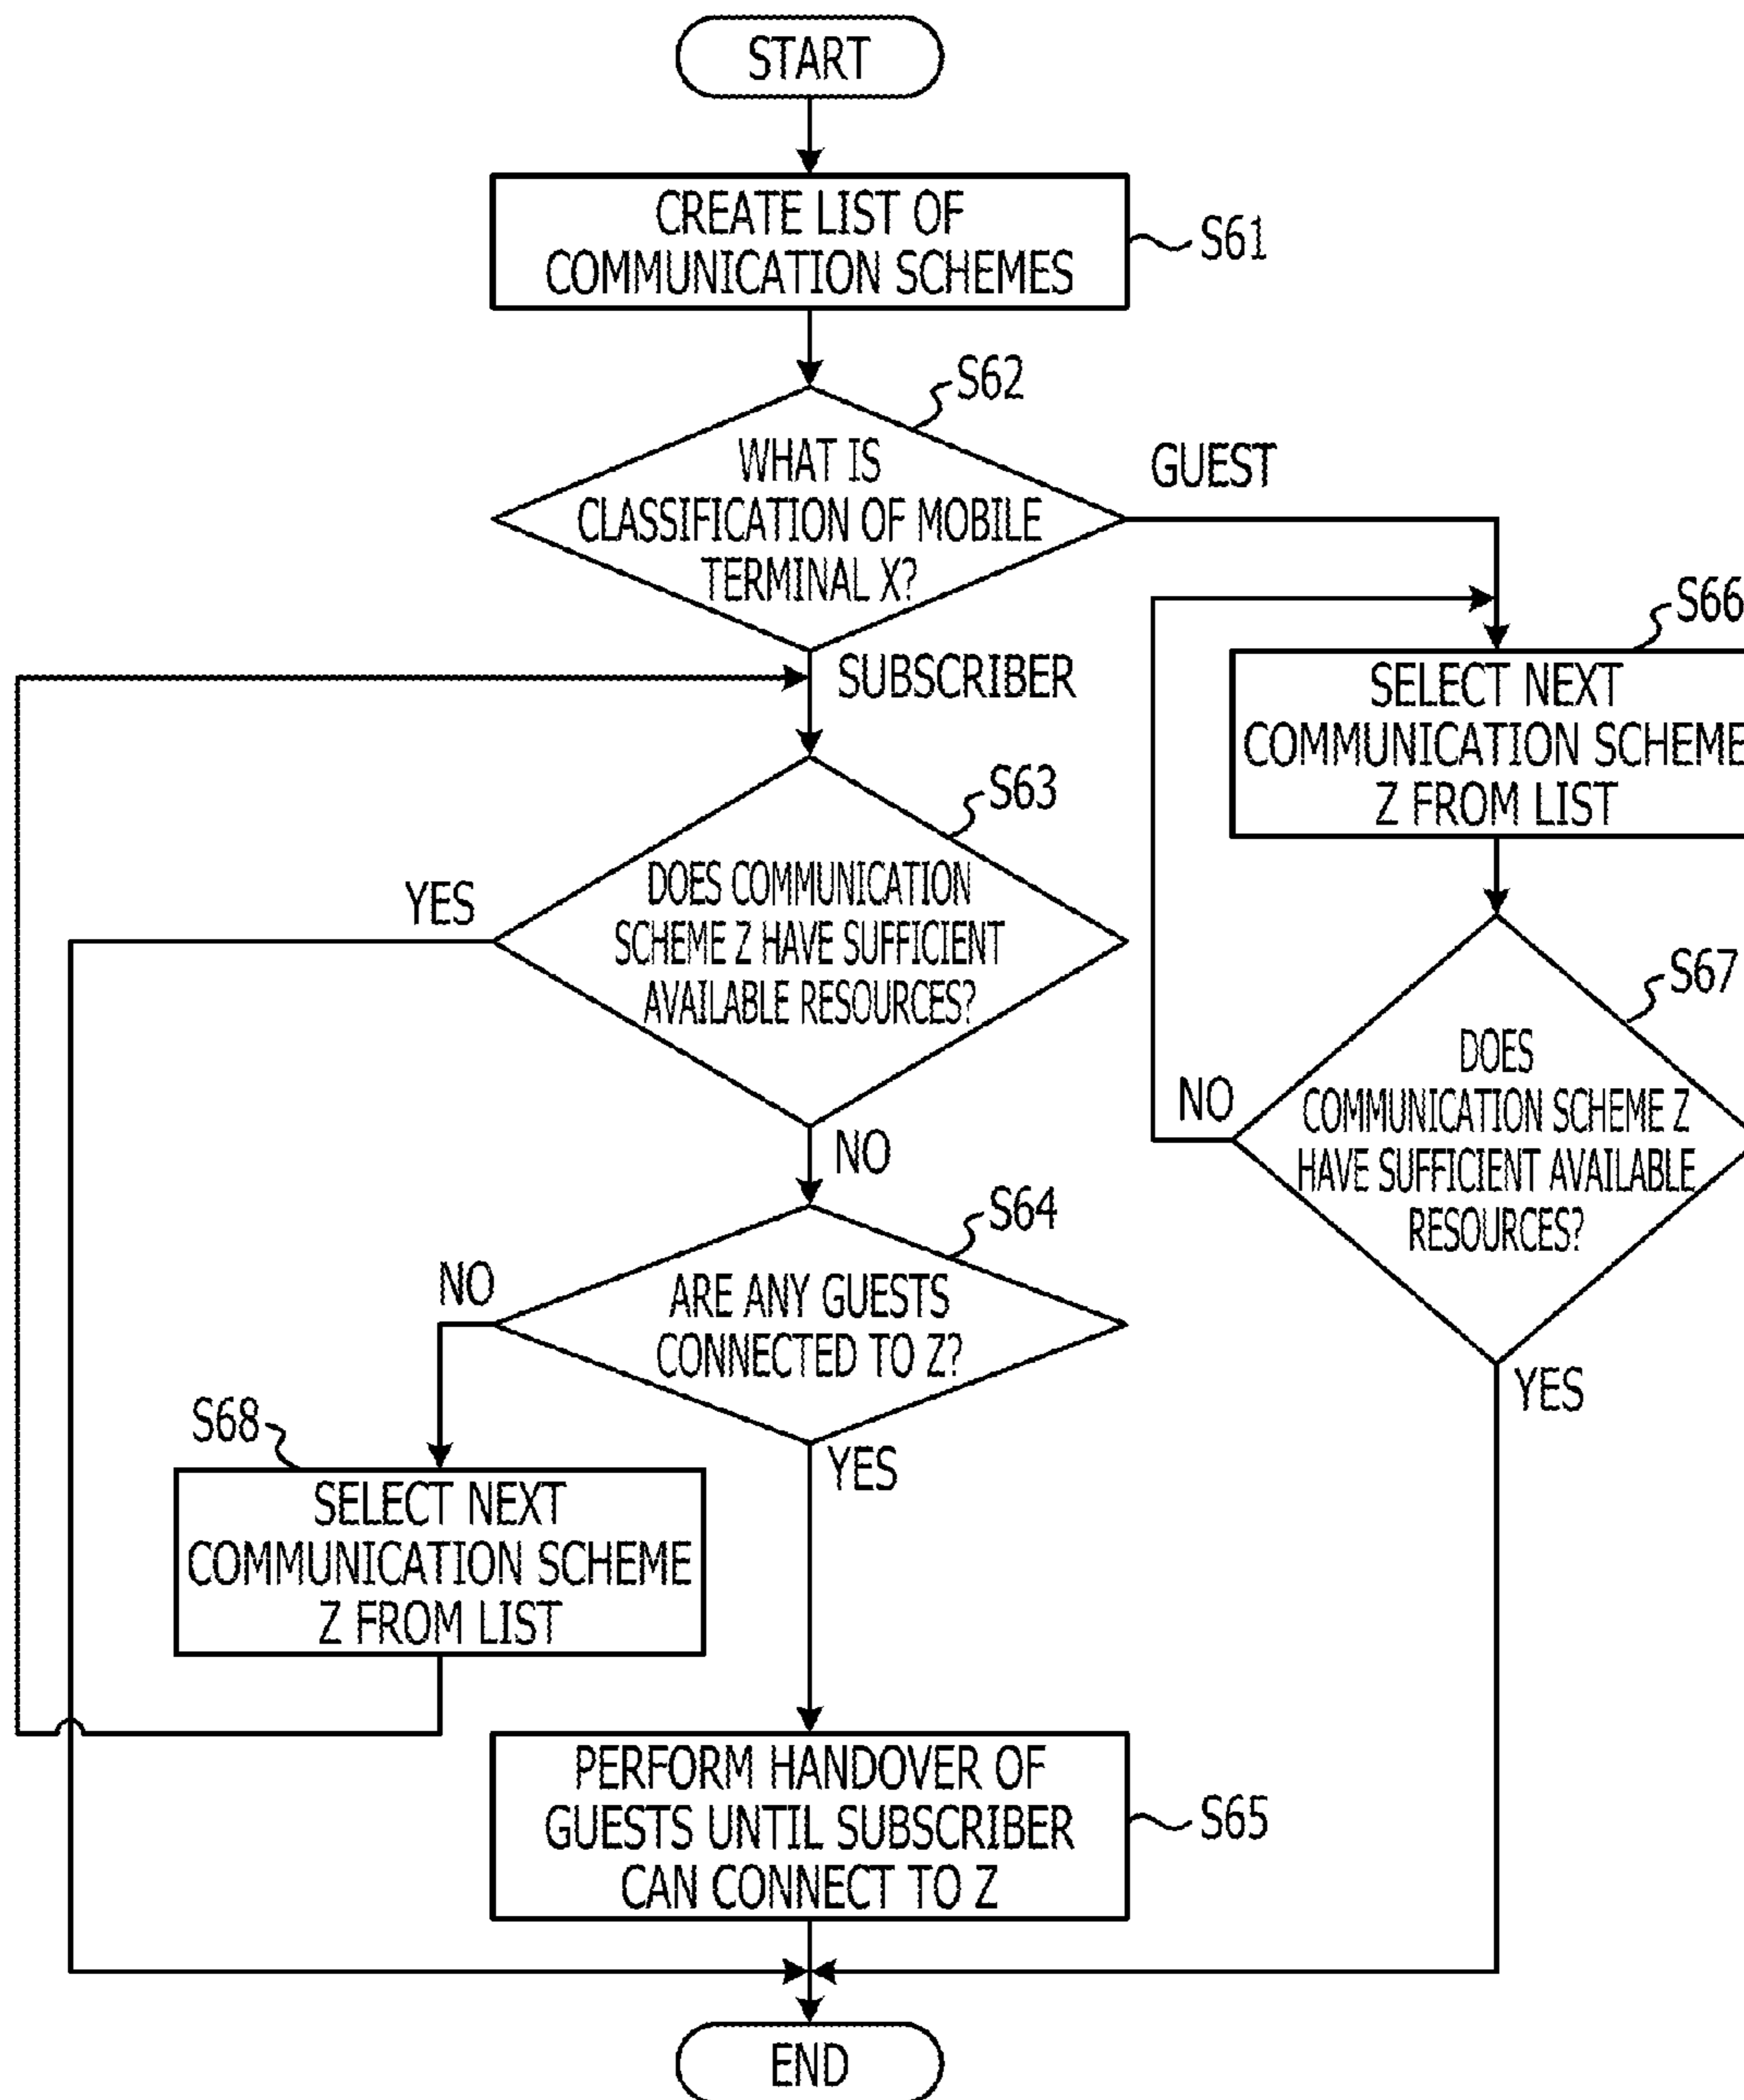 START
CREATE LIST OF
COMMUNICATION SCHEMES
S61
S62
WHAT IS
CLASSIFICATION OF MOBILE
TERMINAL X?
GUEST
SUBSCRIBER
S66
SELECT NEXT
COMMUNICATION SCHEME
Z FROM LIST
S63
DOES COMMUNICATION
SCHEME Z HAVE SUFFICIENT
AVAILABLE RESOURCES?
YES
NO
S67
DOES
COMMUNICATION SCHEME Z
HAVE SUFFICIENT AVAILABLE
RESOURCES?
NO
YES
S64
ARE ANY GUESTS
CONNECTED TO Z?
NO
YES
S68
SELECT NEXT
COMMUNICATION SCHEME
Z FROM LIST
PERFORM HANDOVER OF
GUESTS UNTIL SUBSCRIBER
CAN CONNECT TO Z
S65
END